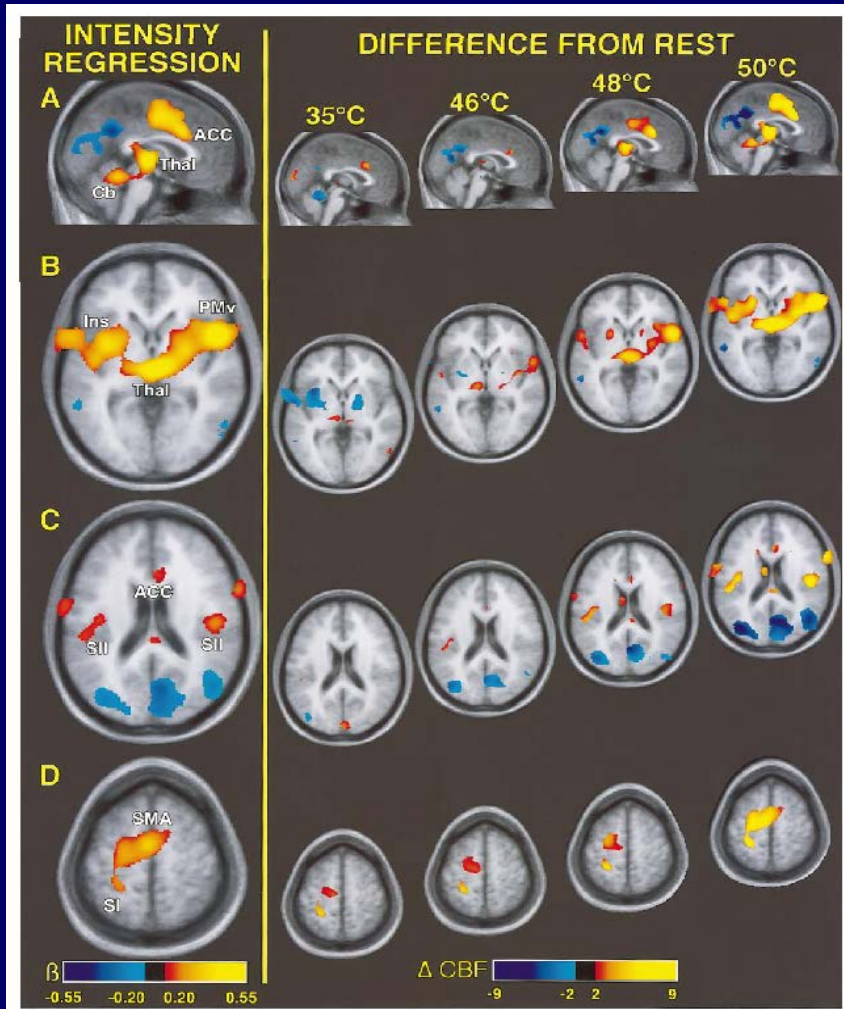 INTENSITY
REGRESSION
DIFFERENCE FROM REST
35°C
46°C
48°C
50°C
A
ACC
Thal
Cb
B
Ins
PMv
Thal
C
ACC
SII
SII
D
SMA
SI
ß
-0.55 -0.20 0.20 0.55
Δ CBF
-9 -2 2 9